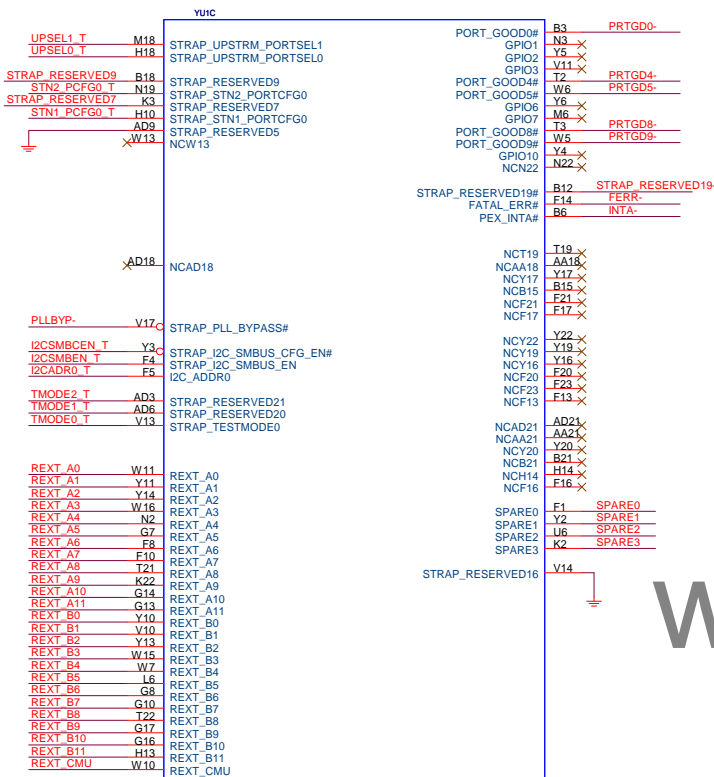 YU1C
UPSEL1_T M18 STRAP_UPSTRM_PORTSEL1
UPSEL0_T H18 STRAP_UPSTRM_PORTSEL0
STRAP_RESERVED9 B18 STRAP_RESERVED9
STN2_PCFG0_T N19 STRAP_STN2_PORTCFG0
STRAP_RESERVED7 K3 STRAP_RESERVED7
STN1_PCFG0_T H10 STRAP_STN1_PORTCFG0
AD9 STRAP_RESERVED5
W13 NCW13
AD18 NCAD18
PLLBYP- V17 STRAP_PLL_BYPASS#
I2CSMBCEN_T Y3 STRAP_I2C_SMBUS_CFG_EN#
I2CSMBEN_T F4 STRAP_I2C_SMBUS_EN
I2CADR0_T F5 I2C_ADDR0
TMODE2_T AD3 STRAP_RESERVED21
TMODE1_T AD6 STRAP_RESERVED20
TMODE0_T V13 STRAP_TESTMODE0
REXT_A0 W11 REXT_A0
REXT_A1 Y11 REXT_A1
REXT_A2 Y14 REXT_A2
REXT_A3 W16 REXT_A3
REXT_A4 N2 REXT_A4
REXT_A5 G7 REXT_A5
REXT_A6 F8 REXT_A6
REXT_A7 F10 REXT_A7
REXT_A8 T21 REXT_A8
REXT_A9 K22 REXT_A9
REXT_A10 G14 REXT_A10
REXT_A11 G13 REXT_A11
REXT_B0 Y10 REXT_B0
REXT_B1 V10 REXT_B1
REXT_B2 Y13 REXT_B2
REXT_B3 W15 REXT_B3
REXT_B4 W7 REXT_B4
REXT_B5 L6 REXT_B5
REXT_B6 G8 REXT_B6
REXT_B7 G10 REXT_B7
REXT_B8 T22 REXT_B8
REXT_B9 G17 REXT_B9
REXT_B10 G16 REXT_B10
REXT_B11 H13 REXT_B11
REXT_CMU W10 REXT_CMU
PORT_GOOD0# B3 PRTGD0-
GPIO1 N3
GPIO2 Y5
GPIO3 V11
PORT_GOOD4# T2 PRTGD4-
PORT_GOOD5# W6 PRTGD5-
GPIO6 Y6
GPIO7 M6
PORT_GOOD8# T3 PRTGD8-
PORT_GOOD9# W5 PRTGD9-
GPIO10 Y4
NCN22 N22
STRAP_RESERVED19# B12 STRAP_RESERVED19-
FATAL_ERR# F14 FERR-
PEX_INTA# B6 INTA-
NCT19 T19
NCAA18 AA18
NCY17 Y17
NCB15 B15
NCF21 F21
NCF17 F17
NCY22 Y22
NCY19 Y19
NCY16 Y16
NCF20 F20
NCF23 F23
NCF13 F13
NCAD21 AD21
NCAA21 AA21
NCY20 Y20
NCB21 B21
NCH14 H14
NCF16 F16
SPARE0 F1 SPARE0
SPARE1 Y2 SPARE1
SPARE2 U6 SPARE2
SPARE3 K2 SPARE3
STRAP_RESERVED16 V14
W